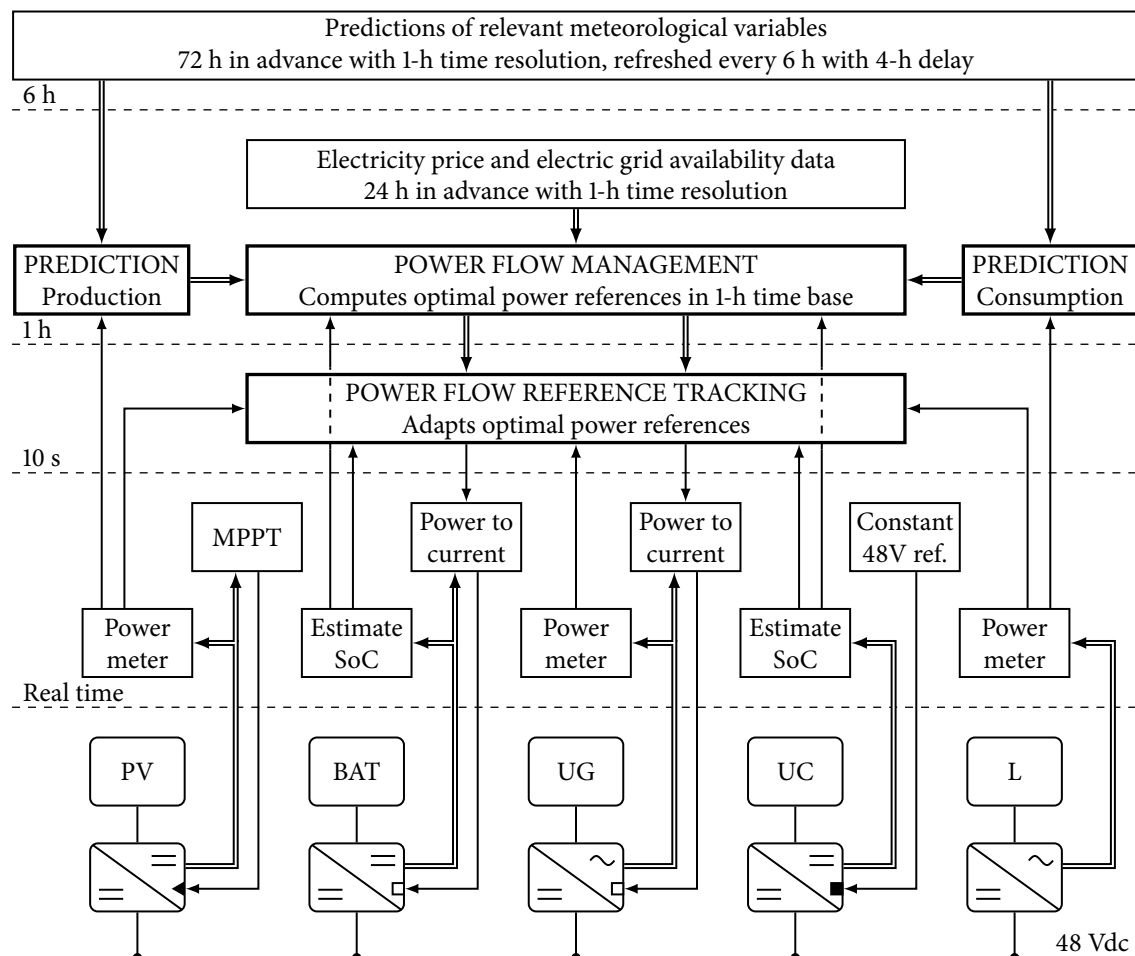 Predictions of relevant meteorological variables
72 h in advance with 1-h time resolution, refreshed every 6 h with 4-h delay
6 h
Electricity price and electric grid availability data
24 h in advance with 1-h time resolution
PREDICTION
Production
POWER FLOW MANAGEMENT
Computes optimal power references in 1-h time base
PREDICTION
Consumption
1 h
POWER FLOW REFERENCE TRACKING
Adapts optimal power references
10 s
MPPT
Power to
current
Power to
current
Constant
48V ref.
Power
meter
Estimate
SoC
Power
meter
Estimate
SoC
Power
meter
Real time
PV
BAT
UG
UC
L
48 Vdc